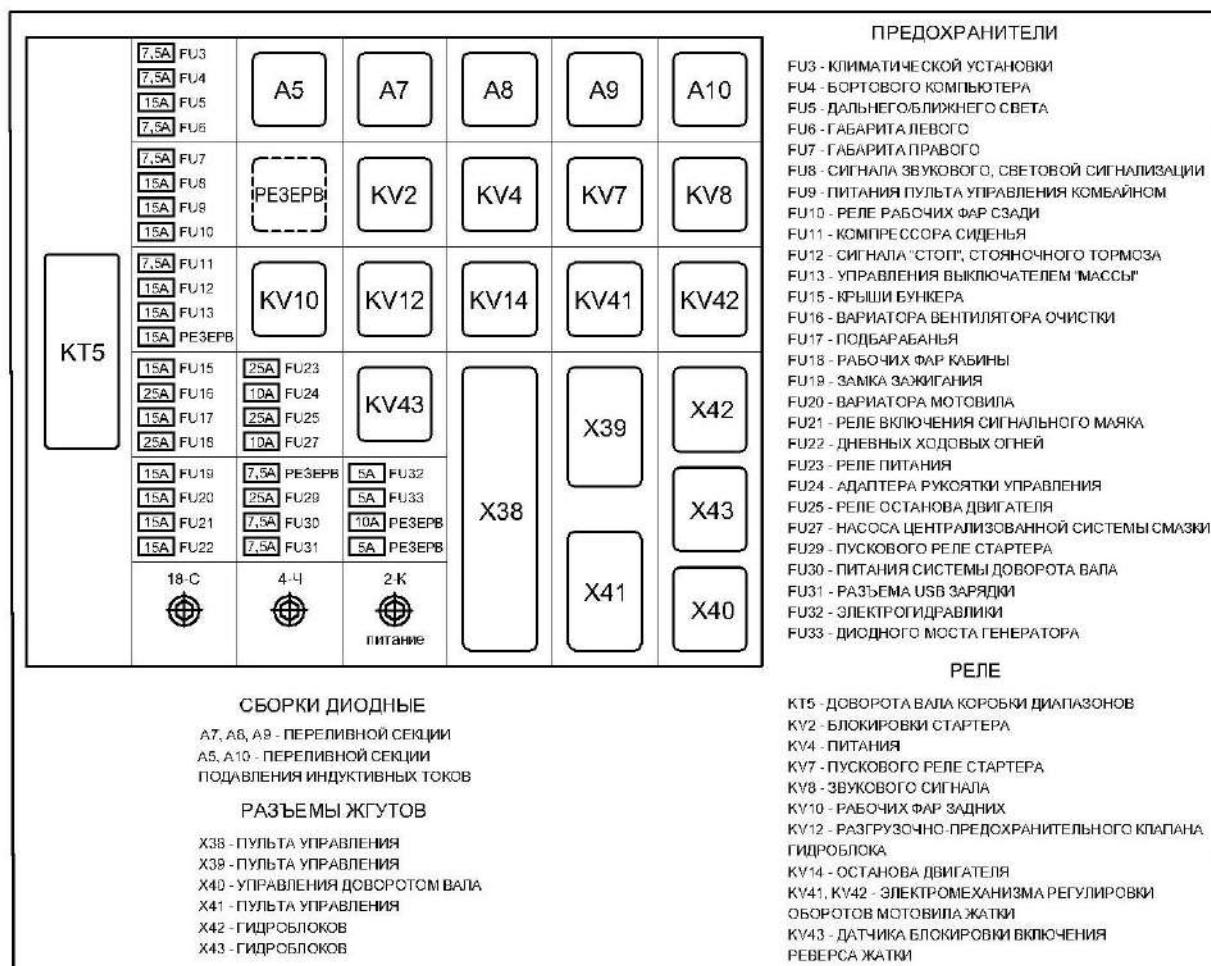 7,5A FU3
7,5A FU4
15A FU5
7,5A FU6
A5
A7
A8
A9
A10
7,5A FU7
15A FU8
15A FU9
15A FU10
РЕЗЕРВ
KV2
KV4
KV7
KV8
7,5A FU11
15A FU12
15A FU13
15A РЕЗЕРВ
KV10
KV12
KV14
KV41
KV42
KT5
15A FU15
25A FU16
15A FU17
25A FU18
25A FU23
10A FU24
25A FU25
10A FU27
KV43
X38
X39
X42
15A FU19
15A FU20
15A FU21
15A FU22
7,5A РЕЗЕРВ
25A FU29
7,5A FU30
7,5A FU31
5A FU32
5A FU33
10A РЕЗЕРВ
5A РЕЗЕРВ
X43
X41
X40
18-С
4-Ч
2-К
питание
ПРЕДОХРАНИТЕЛИ
FU3 - КЛИМАТИЧЕСКОЙ УСТАНОВКИ
FU4 - БОРТОВОГО КОМПЬЮТЕРА
FU5 - ДАЛЬНЕГО/БЛИЖНЕГО СВЕТА
FU6 - ГАБАРИТА ЛЕВОГО
FU7 - ГАБАРИТА ПРАВОГО
FU8 - СИГНАЛА ЗВУКОВОГО, СВЕТОВОЙ СИГНАЛИЗАЦИИ
FU9 - ПИТАНИЯ ПУЛЬТА УПРАВЛЕНИЯ КОМБАЙНОМ
FU10 - РЕЛЕ РАБОЧИХ ФАР СЗАДИ
FU11 - КОМПРЕССОРА СИДЕНЬЯ
FU12 - СИГНАЛА "СТОП", СТОЯНОЧНОГО ТОРМОЗА
FU13 - УПРАВЛЕНИЯ ВЫКЛЮЧАТЕЛЕМ "МАССЫ"
FU15 - КРЫШИ БУНКЕРА
FU16 - ВАРИАТОРА ВЕНТИЛЯТОРА ОЧИСТКИ
FU17 - ПОДБАРАБАНЬЯ
FU18 - РАБОЧИХ ФАР КАБИНЫ
FU19 - ЗАМКА ЗАЖИГАНИЯ
FU20 - ВАРИАТОРА МОТОВИЛА
FU21 - РЕЛЕ ВКЛЮЧЕНИЯ СИГНАЛЬНОГО МАЯКА
FU22 - ДНЕВНЫХ ХОДОВЫХ ОГНЕЙ
FU23 - РЕЛЕ ПИТАНИЯ
FU24 - АДАПТЕРА РУКОЯТКИ УПРАВЛЕНИЯ
FU25 - РЕЛЕ ОСТАНОВА ДВИГАТЕЛЯ
FU27 - НАСОСА ЦЕНТРАЛИЗОВАННОЙ СИСТЕМЫ СМАЗКИ
FU29 - ПУСКОВОГО РЕЛЕ СТАРТЕРА
FU30 - ПИТАНИЯ СИСТЕМЫ ДОВОРОТА ВАЛА
FU31 - РАЗЪЕМА USB ЗАРЯДКИ
FU32 - ЭЛЕКТРОГИДРАВЛИКИ
FU33 - ДИОДНОГО МОСТА ГЕНЕРАТОРА
СБОРКИ ДИОДНЫЕ
A7, A8, A9 - ПЕРЕЛИВНОЙ СЕКЦИИ
A5, A10 - ПЕРЕЛИВНОЙ СЕКЦИИ
ПОДАВЛЕНИЯ ИНДУКТИВНЫХ ТОКОВ
РАЗЪЕМЫ ЖГУТОВ
X38 - ПУЛЬТА УПРАВЛЕНИЯ
X39 - ПУЛЬТА УПРАВЛЕНИЯ
X40 - УПРАВЛЕНИЯ ДОВОРОТОМ ВАЛА
X41 - ПУЛЬТА УПРАВЛЕНИЯ
X42 - ГИДРОБЛОКОВ
X43 - ГИДРОБЛОКОВ
РЕЛЕ
KT5 - ДОВОРОТА ВАЛА КОРОБКИ ДИАПАЗОНОВ
KV2 - БЛОКИРОВКИ СТАРТЕРА
KV4 - ПИТАНИЯ
KV7 - ПУСКОВОГО РЕЛЕ СТАРТЕРА
KV8 - ЗВУКОВОГО СИГНАЛА
KV10 - РАБОЧИХ ФАР ЗАДНИХ
KV12 - РАЗГРУЗОЧНО-ПРЕДОХРАНИТЕЛЬНОГО КЛАПАНА
ГИДРОБЛОКА
KV14 - ОСТАНОВА ДВИГАТЕЛЯ
KV41, KV42 - ЭЛЕКТРОМЕХАНИЗМА РЕГУЛИРОВКИ
ОБОРОТОВ МОТОВИЛА ЖАТКИ
KV43 - ДАТЧИКА БЛОКИРОВКИ ВКЛЮЧЕНИЯ
РЕВЕРСА ЖАТКИ